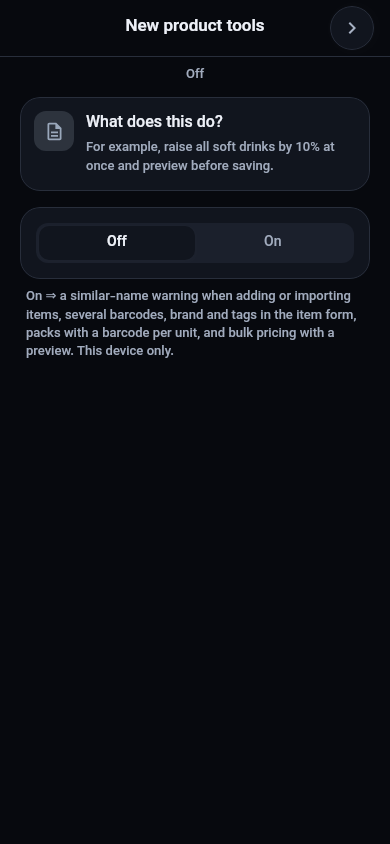 New product tools
Off
What does this do?
For example, raise all soft drinks by 10% at
once and preview before saving.
Off
On
On ⇒ a similar-name warning when adding or importing
items, several barcodes, brand and tags in the item form,
packs with a barcode per unit, and bulk pricing with a
preview. This device only.